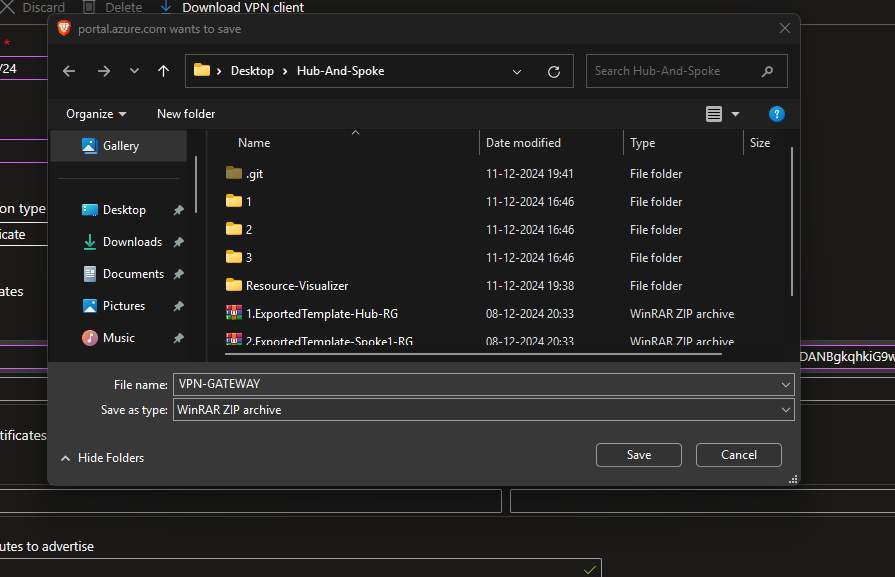 Discard Delete Download VPN client
portal.azure.com wants to save
*
/24
Desktop Hub-And-Spoke
Search Hub-And-Spoke
Organize New folder
?
Gallery
Name Date modified Type Size
.git 11-12-2024 19:41 File folder
1 11-12-2024 16:46 File folder
on type
Desktop
2 11-12-2024 16:46 File folder
icate
Downloads
3 11-12-2024 16:46 File folder
Documents
Resource-Visualizer 11-12-2024 19:38 File folder
ates
Pictures
1.ExportedTemplate-Hub-RG 08-12-2024 20:33 WinRAR ZIP archive
Music
2.ExportedTemplate-Spoke1-RG 08-12-2024 20:33 WinRAR ZIP archive
DANBgkqhkiG9w
File name: VPN-GATEWAY
Save as type: WinRAR ZIP archive
tificates
Hide Folders
Save Cancel
utes to advertise